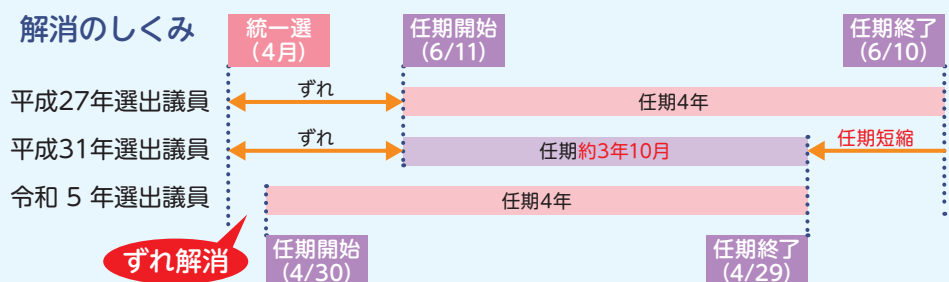 解消のしくみ
統一選
(4月)
任期開始
(6/11)
任期終了
(6/10)
平成27年選出議員
ずれ
任期4年
平成31年選出議員
ずれ
任期約3年10月
任期短縮
令和 5 年選出議員
任期4年
ずれ解消
任期開始
(4/30)
任期終了
(4/29)